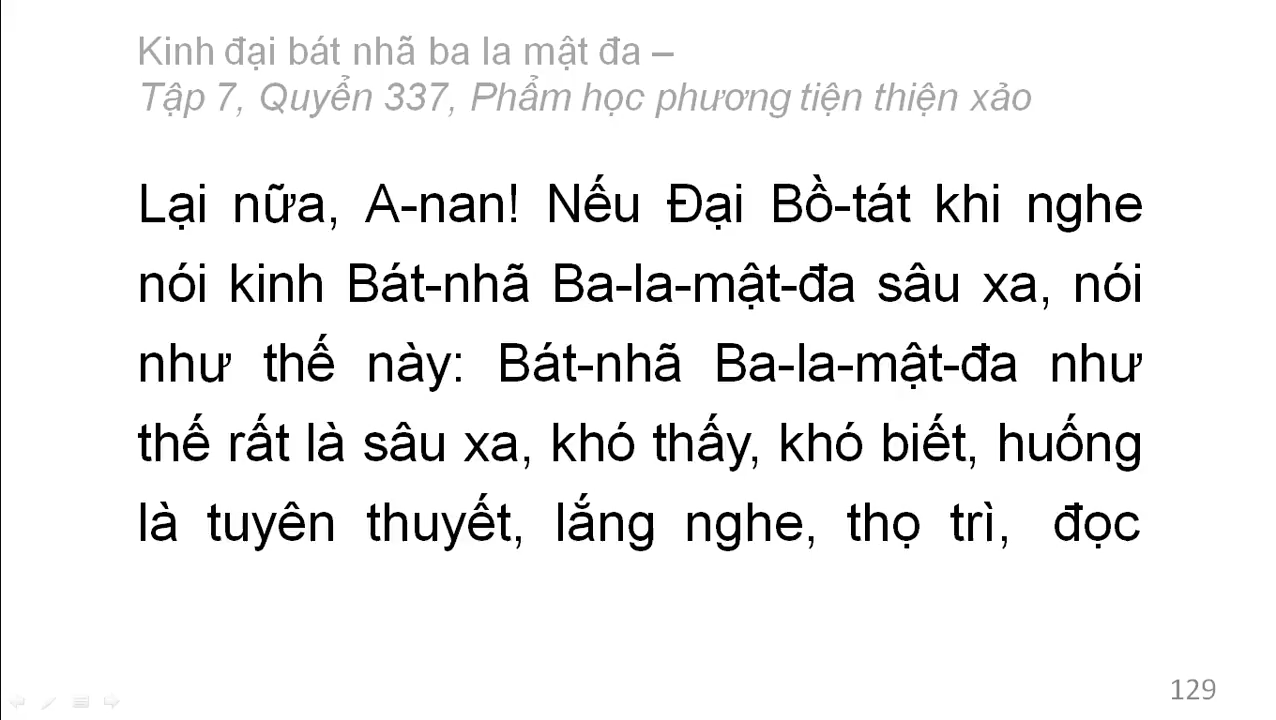 Kinh đại bát nhã ba la mật đa –
Tập 7, Quyển 337, Phẩm học phương tiện thiện xảo
Lại nữa, A-nan! Nếu Đại Bồ-tát khi nghe
nói kinh Bát-nhã Ba-la-mật-đa sâu xa, nói
như thế này: Bát-nhã Ba-la-mật-đa như
thế rất là sâu xa, khó thấy, khó biết, huống
là tuyên thuyết, lắng nghe, thọ trì, đọc
129